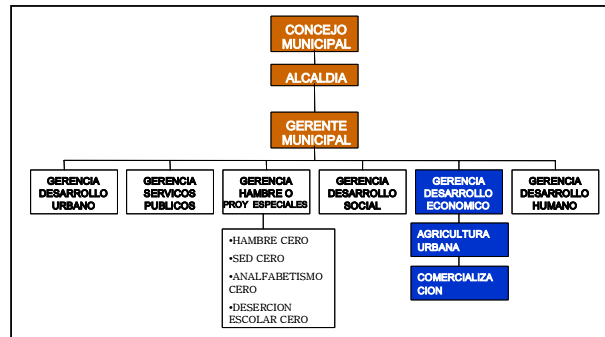 CONCEJO
MUNICIPAL
ALCALDIA
GERENTE
MUNICIPAL
GERENCIA
DESARROLLO
URBANO
GERENCIA
SERVICOS
PUBLICOS
GERENCIA
HAMBRE O
PROY ESPECIALES
GERENCIA
DESARROLLO
SOCIAL
GERENCIA
DESARROLLO
ECONOMICO
GERENCIA
DESARROLLO
HUMANO
•HAMBRE CERO
•SED CERO
•ANALFABETISMO
CERO
•DESERCION
ESCOLAR CERO
AGRICULTURA
URBANA
COMERCIALIZA
CION